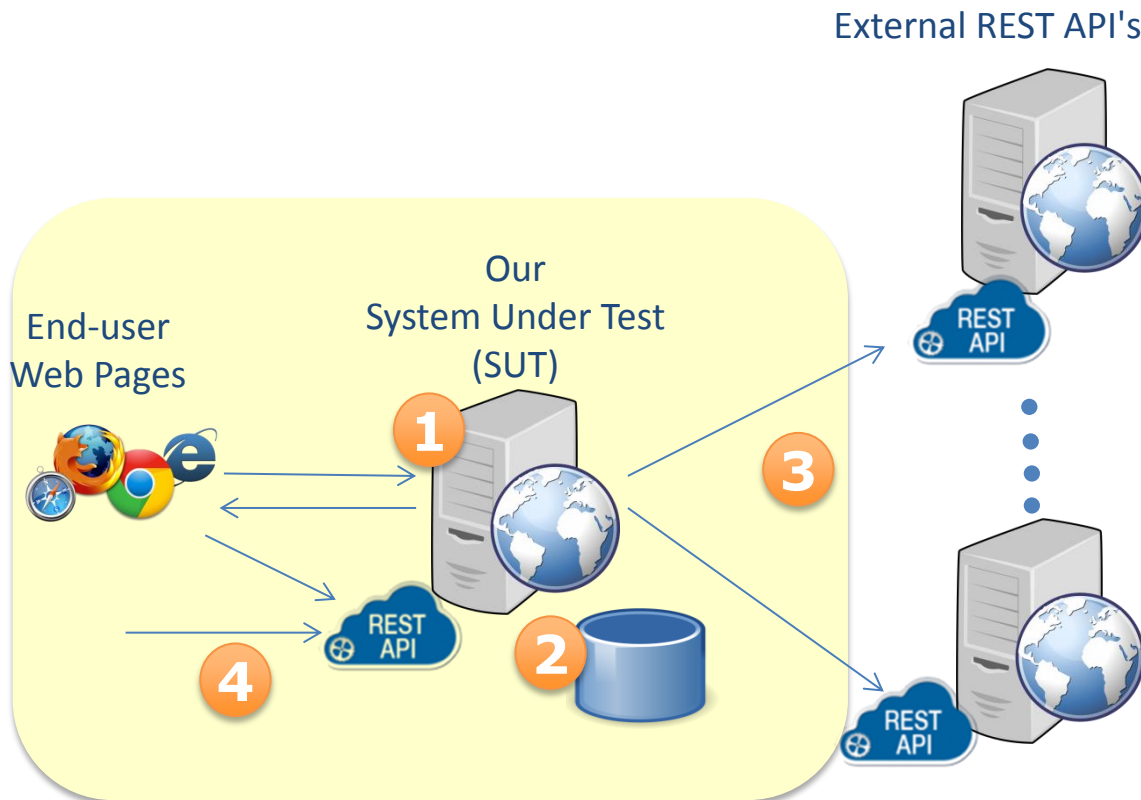 External REST API's
REST
API
Our
System Under Test
(SUT)
End-user
Web Pages
1
3
REST
API
2
4
REST
API